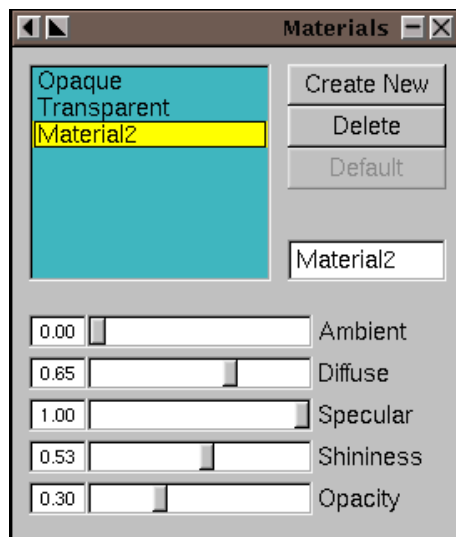 Materials
Opaque
Transparent
Material2
Create New
Delete
Default
Material2
0.00 Ambient
0.65 Diffuse
1.00 Specular
0.53 Shininess
0.30 Opacity